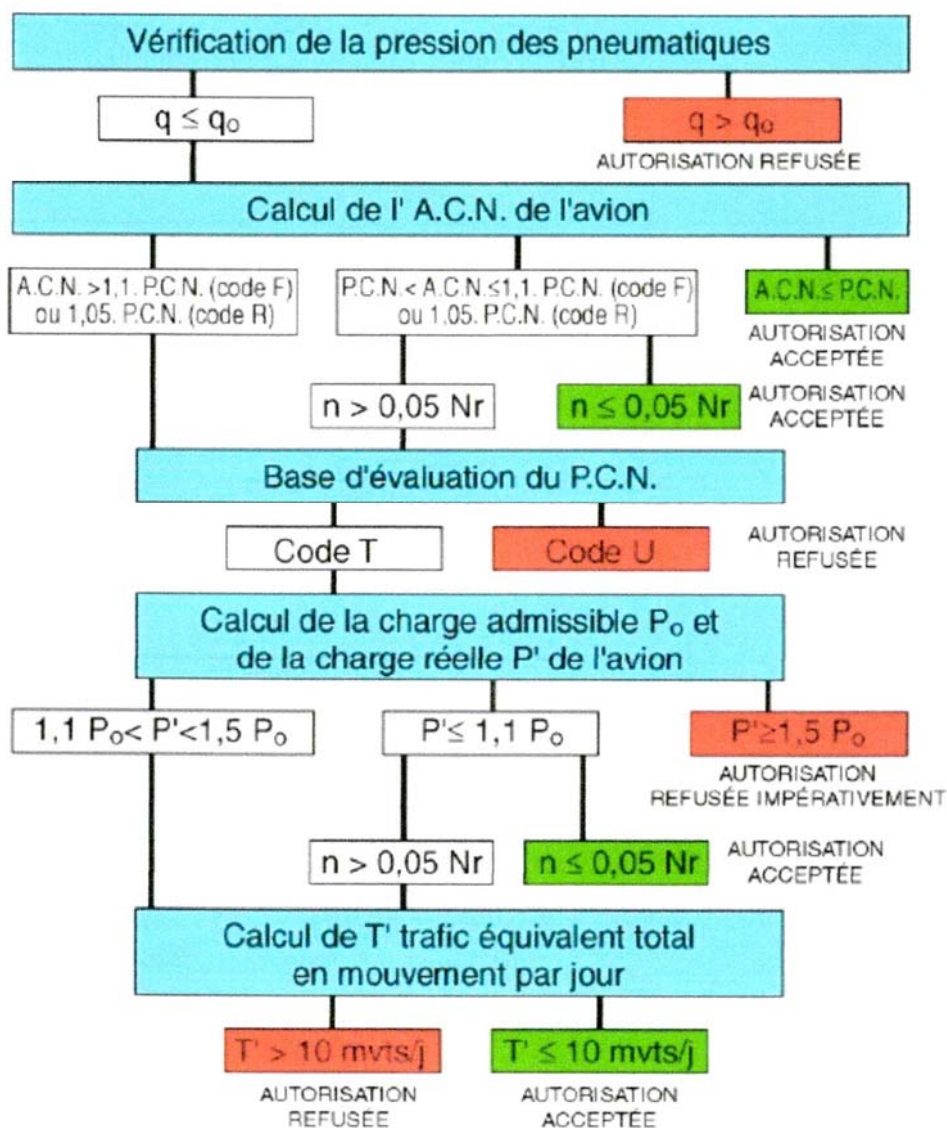 Vérification de la pression des pneumatiques
q ≤ qo
q > qo
AUTORISATION REFUSÉE
Calcul de l' A.C.N. de l'avion
A.C.N. >1,1. P.C.N. (code F)
ou 1,05. P.C.N. (code R)
P.C.N.< A.C.N.≤1,1. P.C.N. (code F)
ou 1,05. P.C.N. (code R)
A.C.N.≤ P.C.N.
AUTORISATION
ACCEPTÉE
n > 0,05 Nr
n ≤ 0,05 Nr
AUTORISATION
ACCEPTÉE
Base d'évaluation du P.C.N.
Code T
Code U
AUTORISATION
REFUSÉE
Calcul de la charge admissible Po et
de la charge réelle P' de l'avion
1,1 Po< P'<1,5 Po
P'≤ 1,1 Po
P'≥1,5 Po
AUTORISATION
REFUSÉE IMPÉRATIVEMENT
n > 0,05 Nr
n ≤ 0,05 Nr
AUTORISATION
ACCEPTÉE
Calcul de T' trafic équivalent total
en mouvement par jour
T' > 10 mvts/j
T' ≤ 10 mvts/j
AUTORISATION
REFUSÉE
AUTORISATION
ACCEPTÉE